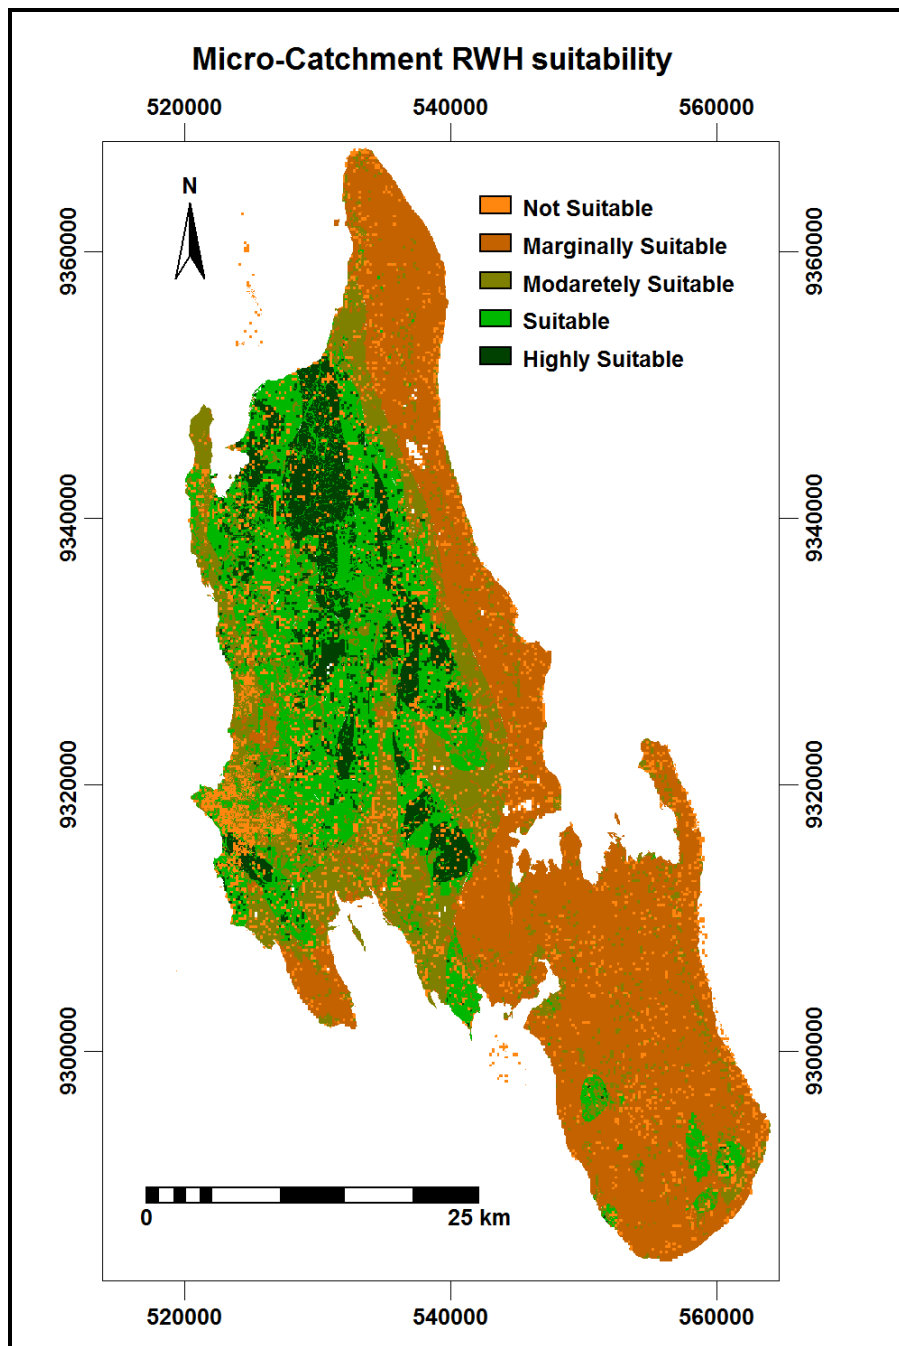 Micro-Catchment RWH suitability
520000 540000 560000
N
Not Suitable
Marginally Suitable
Modaretely Suitable
Suitable
Highly Suitable
9360000 9360000
9340000 9340000
9320000 9320000
9300000 9300000
0 25 km
520000 540000 560000